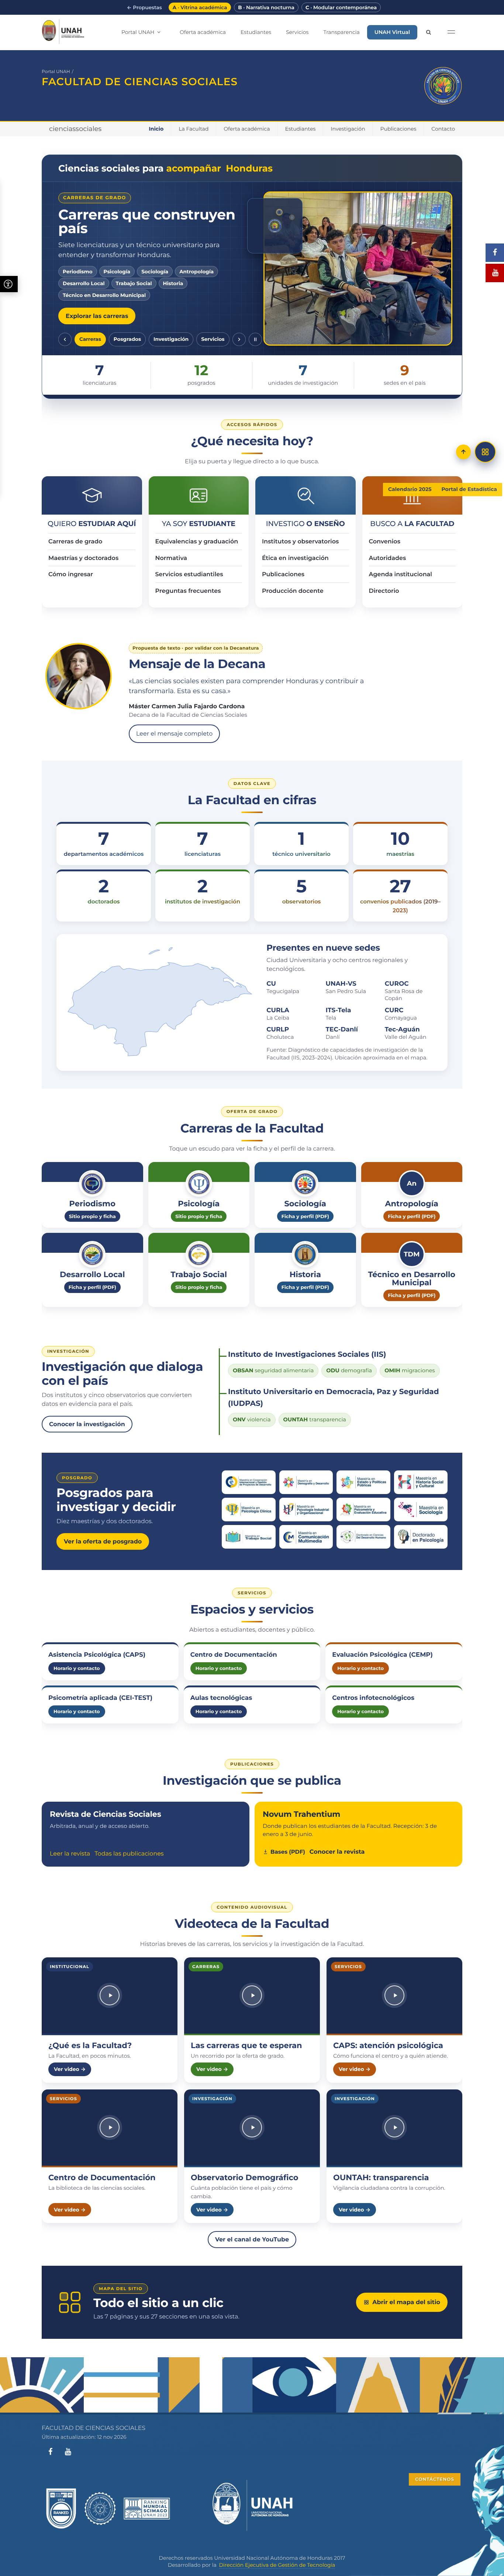 ← Propuestas
A · Vitrina académica
B · Narrativa nocturna
C · Modular contemporánea
UNAH
Portal UNAH
Oferta académica
Estudiantes
Servicios
Transparencia
UNAH Virtual
Portal UNAH /
FACULTAD DE CIENCIAS SOCIALES
cienciassociales
Inicio
La Facultad
Oferta académica
Estudiantes
Investigación
Publicaciones
Contacto
Ciencias sociales para acompañar Honduras
CARRERAS DE GRADO
Carreras que construyen
país
Siete licenciaturas y un técnico universitario para
entender y transformar Honduras.
Periodismo
Psicología
Sociología
Antropología
Desarrollo Local
Trabajo Social
Historia
Técnico en Desarrollo Municipal
Explorar las carreras
Carreras
Posgrados
Investigación
Servicios
7
licenciaturas
12
posgrados
7
unidades de investigación
9
sedes en el país
ACCESOS RÁPIDOS
¿Qué necesita hoy?
Elija su puerta y llegue directo a lo que busca.
Calendario 2025
Portal de Estadística
QUIERO ESTUDIAR AQUÍ
Carreras de grado
Maestrías y doctorados
Cómo ingresar
YA SOY ESTUDIANTE
Equivalencias y graduación
Normativa
Servicios estudiantiles
Preguntas frecuentes
INVESTIGO O ENSEÑO
Institutos y observatorios
Ética en investigación
Publicaciones
Producción docente
BUSCO A LA FACULTAD
Convenios
Autoridades
Agenda institucional
Directorio
Propuesta de texto · por validar con la Decanatura
Mensaje de la Decana
«Las ciencias sociales existen para comprender Honduras y contribuir a
transformarla. Esta es su casa.»
Máster Carmen Julia Fajardo Cardona
Decana de la Facultad de Ciencias Sociales
Leer el mensaje completo
DATOS CLAVE
La Facultad en cifras
7
departamentos académicos
7
licenciaturas
1
técnico universitario
10
maestrías
2
doctorados
2
institutos de investigación
5
observatorios
27
convenios publicados (2019–
2023)
Presentes en nueve sedes
Ciudad Universitaria y ocho centros regionales y
tecnológicos.
CU
Tegucigalpa
UNAH-VS
San Pedro Sula
CUROC
Santa Rosa de
Copán
CURLA
La Ceiba
ITS-Tela
Tela
CURC
Comayagua
CURLP
Choluteca
TEC-Danlí
Danlí
Tec-Aguán
Valle del Aguán
Fuente: Diagnóstico de capacidades de investigación de la
Facultad (IIS, 2023–2024). Ubicación aproximada en el mapa.
OFERTA DE GRADO
Carreras de la Facultad
Toque un escudo para ver la ficha y el perfil de la carrera.
Periodismo
Sitio propio y ficha
Psicología
Sitio propio y ficha
Sociología
Ficha y perfil (PDF)
An
Antropología
Ficha y perfil (PDF)
Desarrollo Local
Ficha y perfil (PDF)
Trabajo Social
Sitio propio y ficha
Historia
Ficha y perfil (PDF)
TDM
Técnico en Desarrollo
Municipal
Ficha y perfil (PDF)
INVESTIGACIÓN
Investigación que dialoga
con el país
Dos institutos y cinco observatorios que convierten
datos en evidencia para el país.
Conocer la investigación
Instituto de Investigaciones Sociales (IIS)
OBSAN seguridad alimentaria
ODU demografía
OMIH migraciones
Instituto Universitario en Democracia, Paz y Seguridad
(IUDPAS)
ONV violencia
OUNTAH transparencia
POSGRADO
Posgrados para
investigar y decidir
Diez maestrías y dos doctorados.
Ver la oferta de posgrado
Maestría en
Sociología
Doctorado
en Psicología
SERVICIOS
Espacios y servicios
Abiertos a estudiantes, docentes y público.
Asistencia Psicológica (CAPS)
Horario y contacto
Centro de Documentación
Horario y contacto
Evaluación Psicológica (CEMP)
Horario y contacto
Psicometría aplicada (CEI-TEST)
Horario y contacto
Aulas tecnológicas
Horario y contacto
Centros infotecnológicos
Horario y contacto
PUBLICACIONES
Investigación que se publica
Revista de Ciencias Sociales
Arbitrada, anual y de acceso abierto.
Leer la revista
Todas las publicaciones
Novum Trahentium
Donde publican los estudiantes de la Facultad. Recepción: 3 de
enero a 3 de junio.
Bases (PDF)
Conocer la revista
CONTENIDO AUDIOVISUAL
Videoteca de la Facultad
Historias breves de las carreras, los servicios y la investigación de la Facultad.
INSTITUCIONAL
¿Qué es la Facultad?
La Facultad, en pocos minutos.
Ver video →
CARRERAS
Las carreras que te esperan
Un recorrido por la oferta de grado.
Ver video →
SERVICIOS
CAPS: atención psicológica
Cómo funciona el centro y a quién atiende.
Ver video →
SERVICIOS
Centro de Documentación
La biblioteca de las ciencias sociales.
Ver video →
INVESTIGACIÓN
Observatorio Demográfico
Cuánta población tiene el país y cómo
cambia.
Ver video →
INVESTIGACIÓN
OUNTAH: transparencia
Vigilancia ciudadana contra la corrupción.
Ver video →
Ver el canal de YouTube
MAPA DEL SITIO
Todo el sitio a un clic
Las 7 páginas y sus 27 secciones en una sola vista.
Abrir el mapa del sitio
FACULTAD DE CIENCIAS SOCIALES
Última actualización: 12 nov 2026
CONTÁCTENOS
UNAH
Derechos reservados Universidad Nacional Autónoma de Honduras 2017
Desarrollado por la Dirección Ejecutiva de Gestión de Tecnología